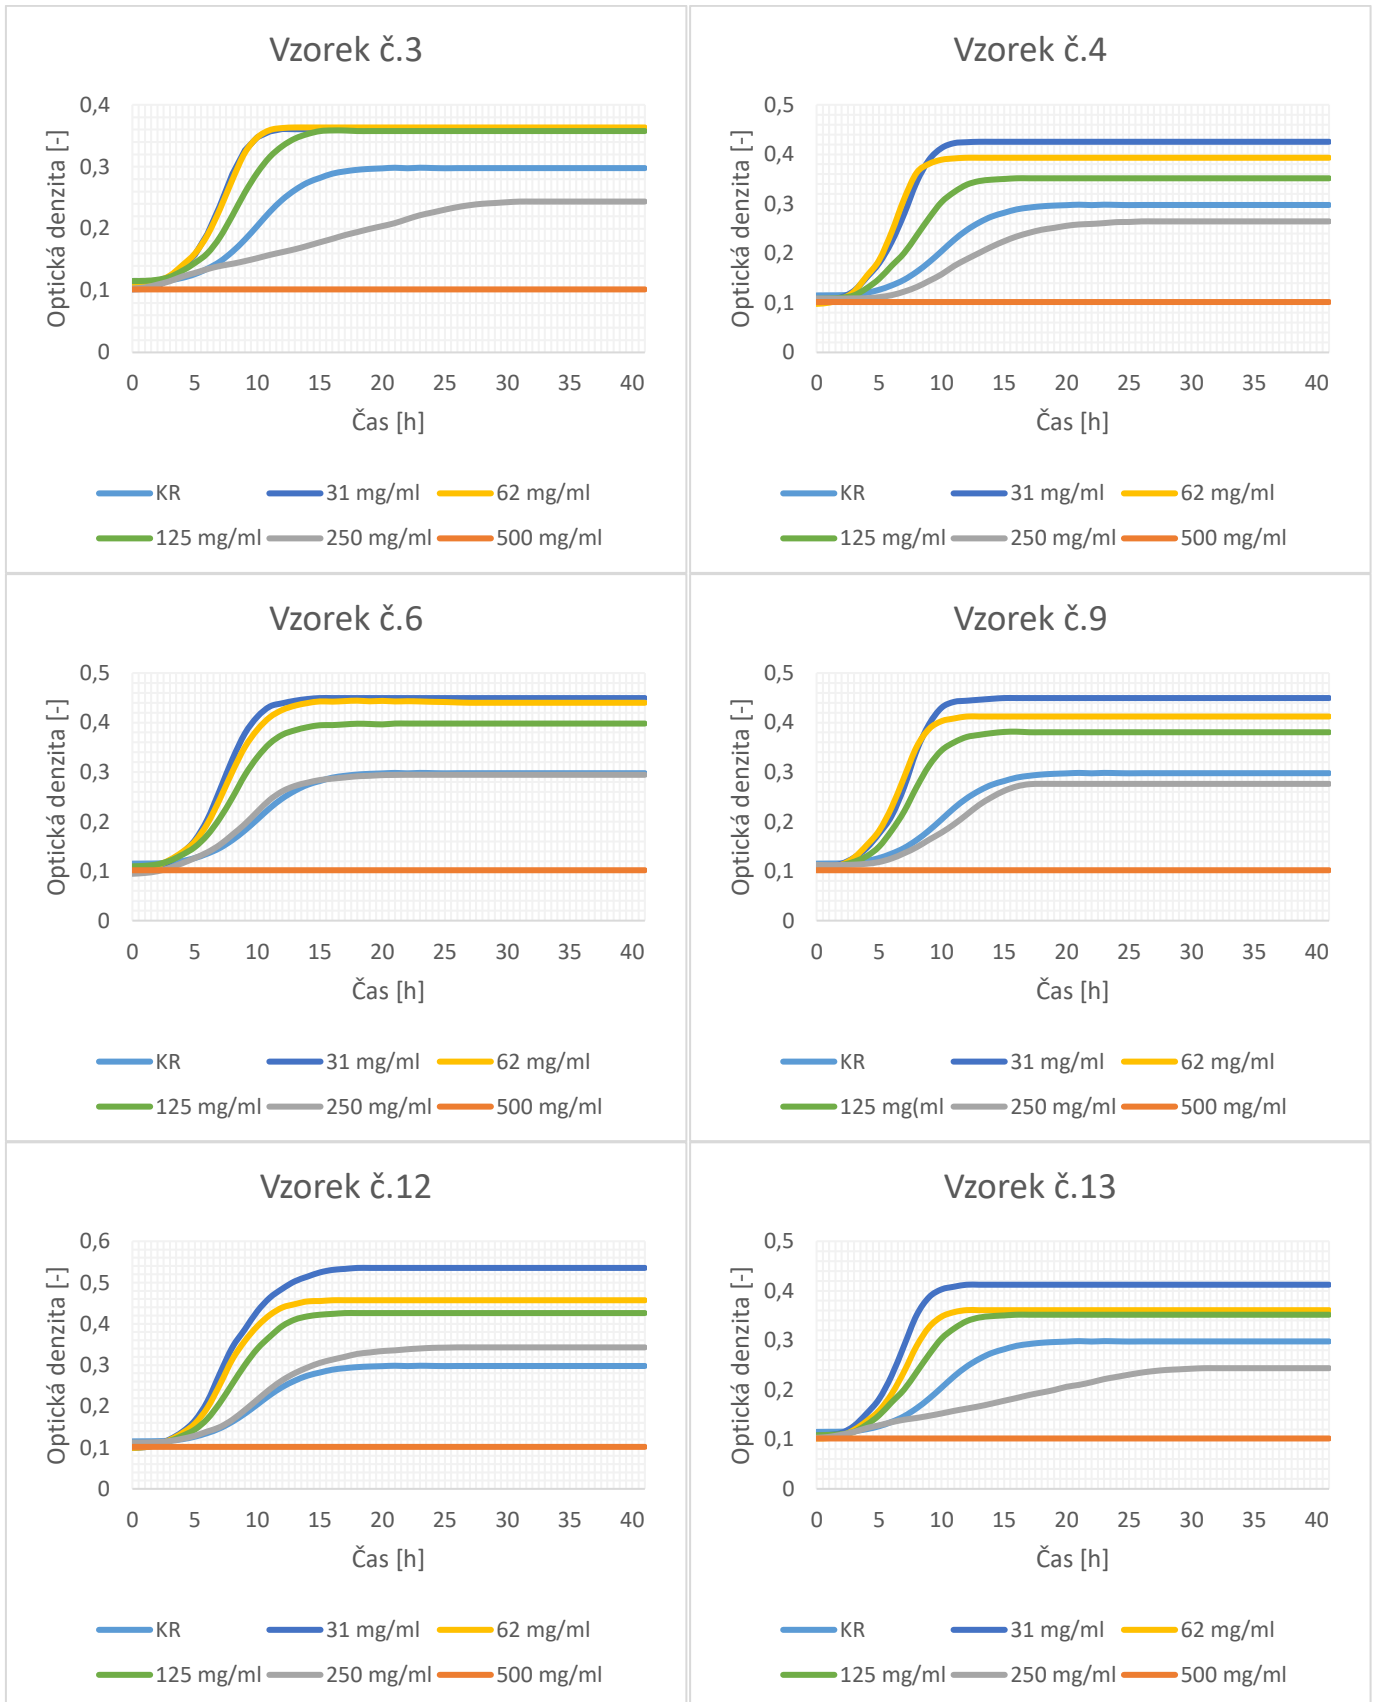 Vzorek č.3
Optická denzita [-]
0,4
0,3
0,2
0,1
0
0 5 10 15 20 25 30 35 40
Čas [h]
KR 31 mg/ml 62 mg/ml
125 mg/ml 250 mg/ml 500 mg/ml
Vzorek č.4
Optická denzita [-]
0,5
0,4
0,3
0,2
0,1
0
0 5 10 15 20 25 30 35 40
Čas [h]
KR 31 mg/ml 62 mg/ml
125 mg/ml 250 mg/ml 500 mg/ml
Vzorek č.6
Optická denzita [-]
0,5
0,4
0,3
0,2
0,1
0
0 5 10 15 20 25 30 35 40
Čas [h]
KR 31 mg/ml 62 mg/ml
125 mg/ml 250 mg/ml 500 mg/ml
Vzorek č.9
Optická denzita [-]
0,5
0,4
0,3
0,2
0,1
0
0 5 10 15 20 25 30 35 40
Čas [h]
KR 31 mg/ml 62 mg/ml
125 mg(ml 250 mg/ml 500 mg/ml
Vzorek č.12
Optická denzita [-]
0,6
0,5
0,4
0,3
0,2
0,1
0
0 5 10 15 20 25 30 35 40
Čas [h]
KR 31 mg/ml 62 mg/ml
125 mg/ml 250 mg/ml 500 mg/ml
Vzorek č.13
Optická denzita [-]
0,5
0,4
0,3
0,2
0,1
0
0 5 10 15 20 25 30 35 40
Čas [h]
KR 31 mg/ml 62 mg/ml
125 mg/ml 250 mg/ml 500 mg/ml